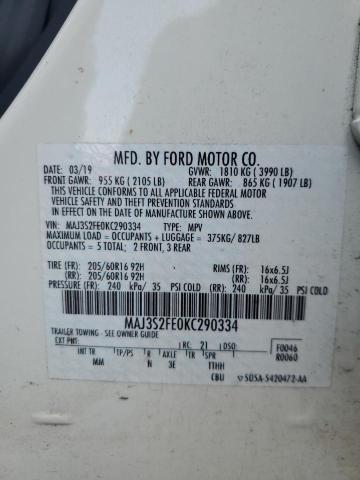 MFD. BY FORD MOTOR CO.
DATE: 03/19 GVWR: 1810 KG ( 3990 LB)
FRONT GAWR: 955 KG ( 2105 LB) REAR GAWR: 865 KG ( 1907 LB)
THIS VEHICLE CONFORMS TO ALL APPLICABLE FEDERAL MOTOR
VEHICLE SAFETY AND THEFT PREVENTION STANDARDS IN
EFFECT ON THE DATE OF MANUFACTURE SHOWN ABOVE.
VIN: MAJ3S2FE0KC290334 TYPE: MPV
MAXIMUM LOAD = OCCUPANTS + LUGGAGE = 375KG/ 827LB
OCCUPANTS = 5 TOTAL; 2 FRONT, 3 REAR
TIRE (FR): 205/60R16 92H RIMS (FR): 16x6.5J
(RR): 205/60R16 92H (RR): 16x6.5J
PRESSURE (FR): 240 kPa/ 35 PSI COLD (RR): 240 kPa/ 35 PSI COLD
MAJ3S2FE0KC290334
TRAILER TOWING - SEE OWNER GUIDE
EXT PNT: RC: 21 DSO: F0046
INT TR TP/PS R AXLE TR SPR R0060
MM N 3E TTHH
CBU